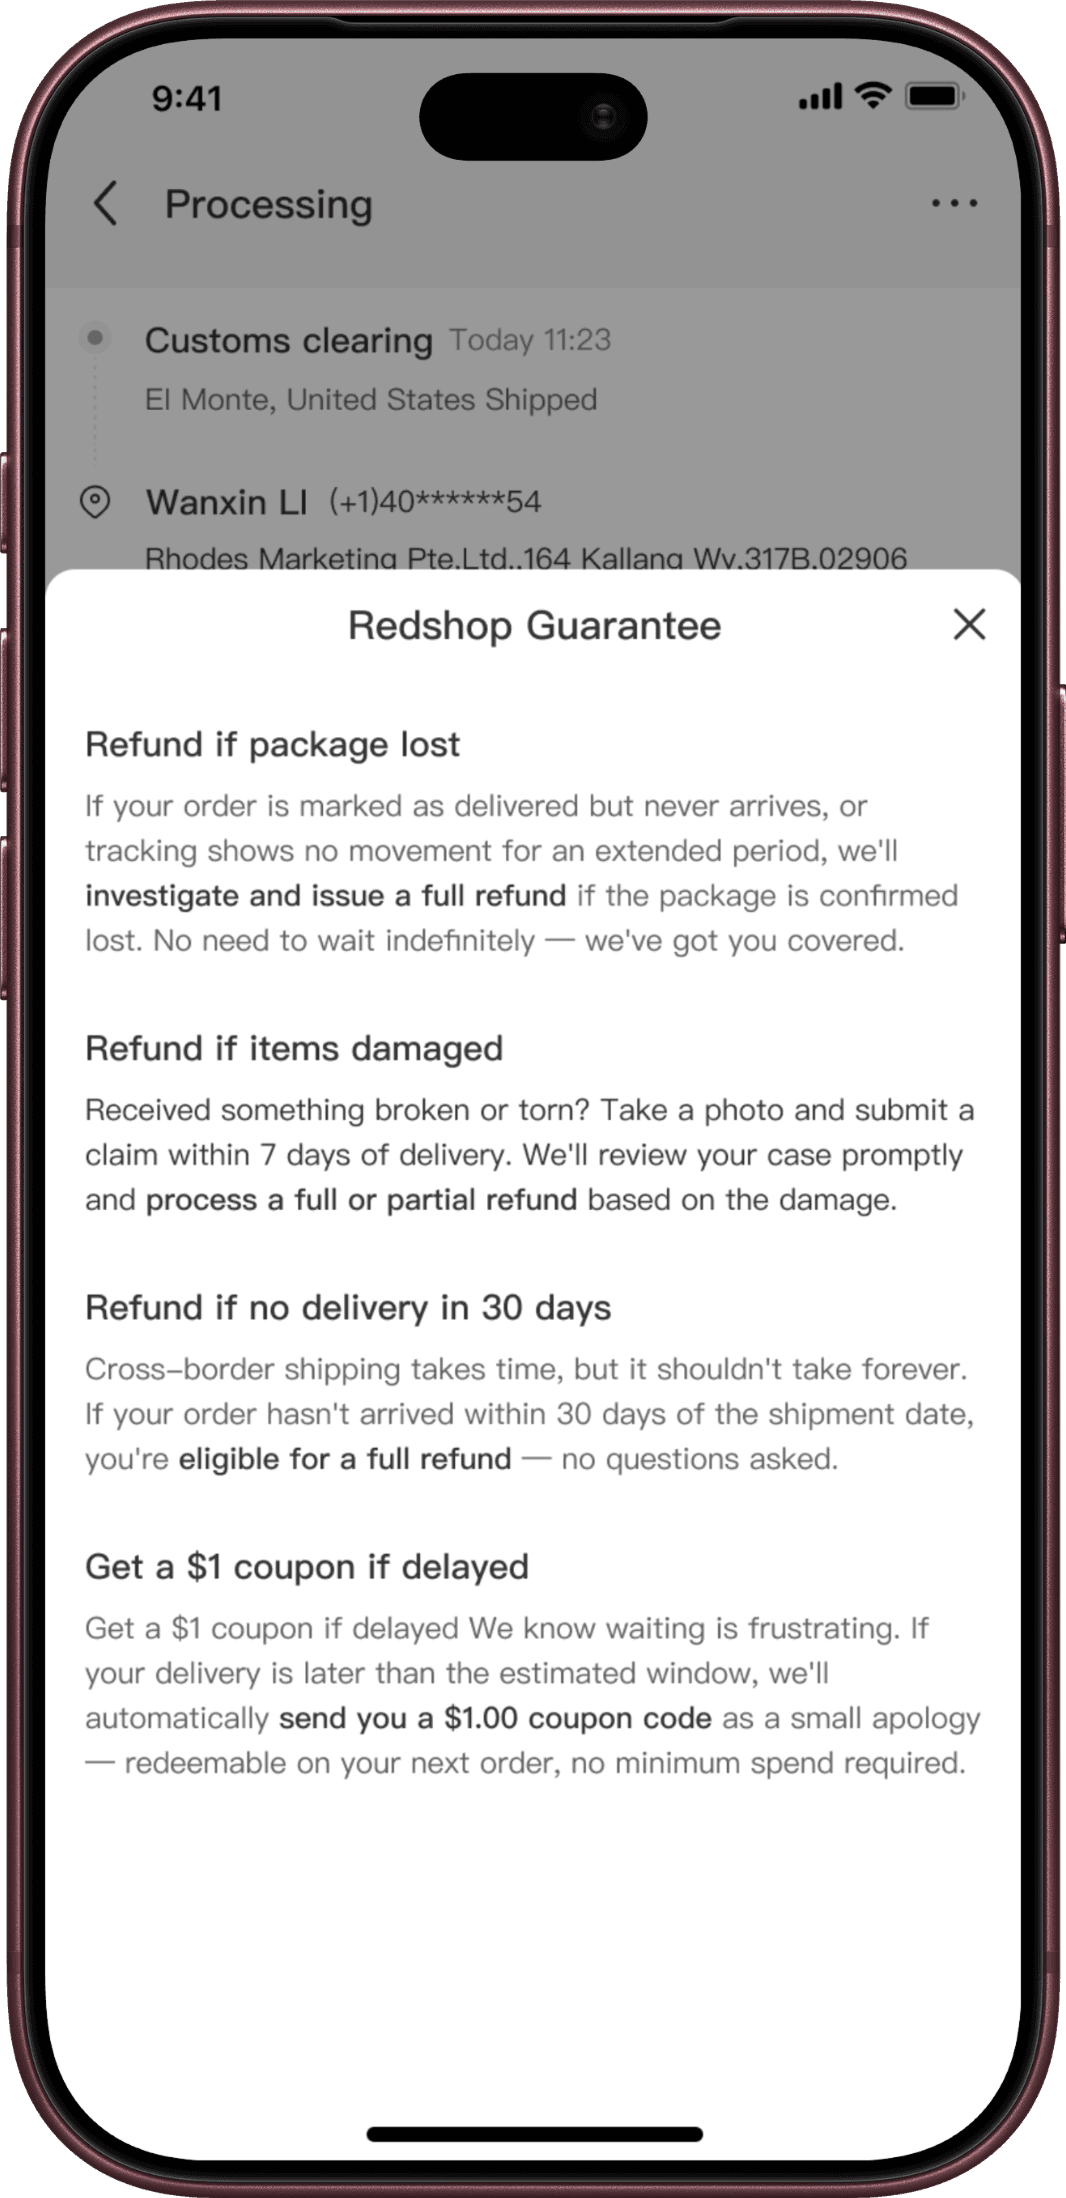 9:41
Processing
Customs clearing Today 11:23
El Monte, United States Shipped
Wanxin LI (+1)40******54
Rhodes Marketing Pte.Ltd.,164 Kallang Wy,317B,02906
Redshop Guarantee
Refund if package lost
If your order is marked as delivered but never arrives, or
tracking shows no movement for an extended period, we'll
investigate and issue a full refund if the package is confirmed
lost. No need to wait indefinitely — we've got you covered.
Refund if items damaged
Received something broken or torn? Take a photo and submit a
claim within 7 days of delivery. We'll review your case promptly
and process a full or partial refund based on the damage.
Refund if no delivery in 30 days
Cross–border shipping takes time, but it shouldn't take forever.
If your order hasn't arrived within 30 days of the shipment date,
you're eligible for a full refund — no questions asked.
Get a $1 coupon if delayed
Get a $1 coupon if delayed We know waiting is frustrating. If
your delivery is later than the estimated window, we'll
automatically send you a $1.00 coupon code as a small apology
— redeemable on your next order, no minimum spend required.